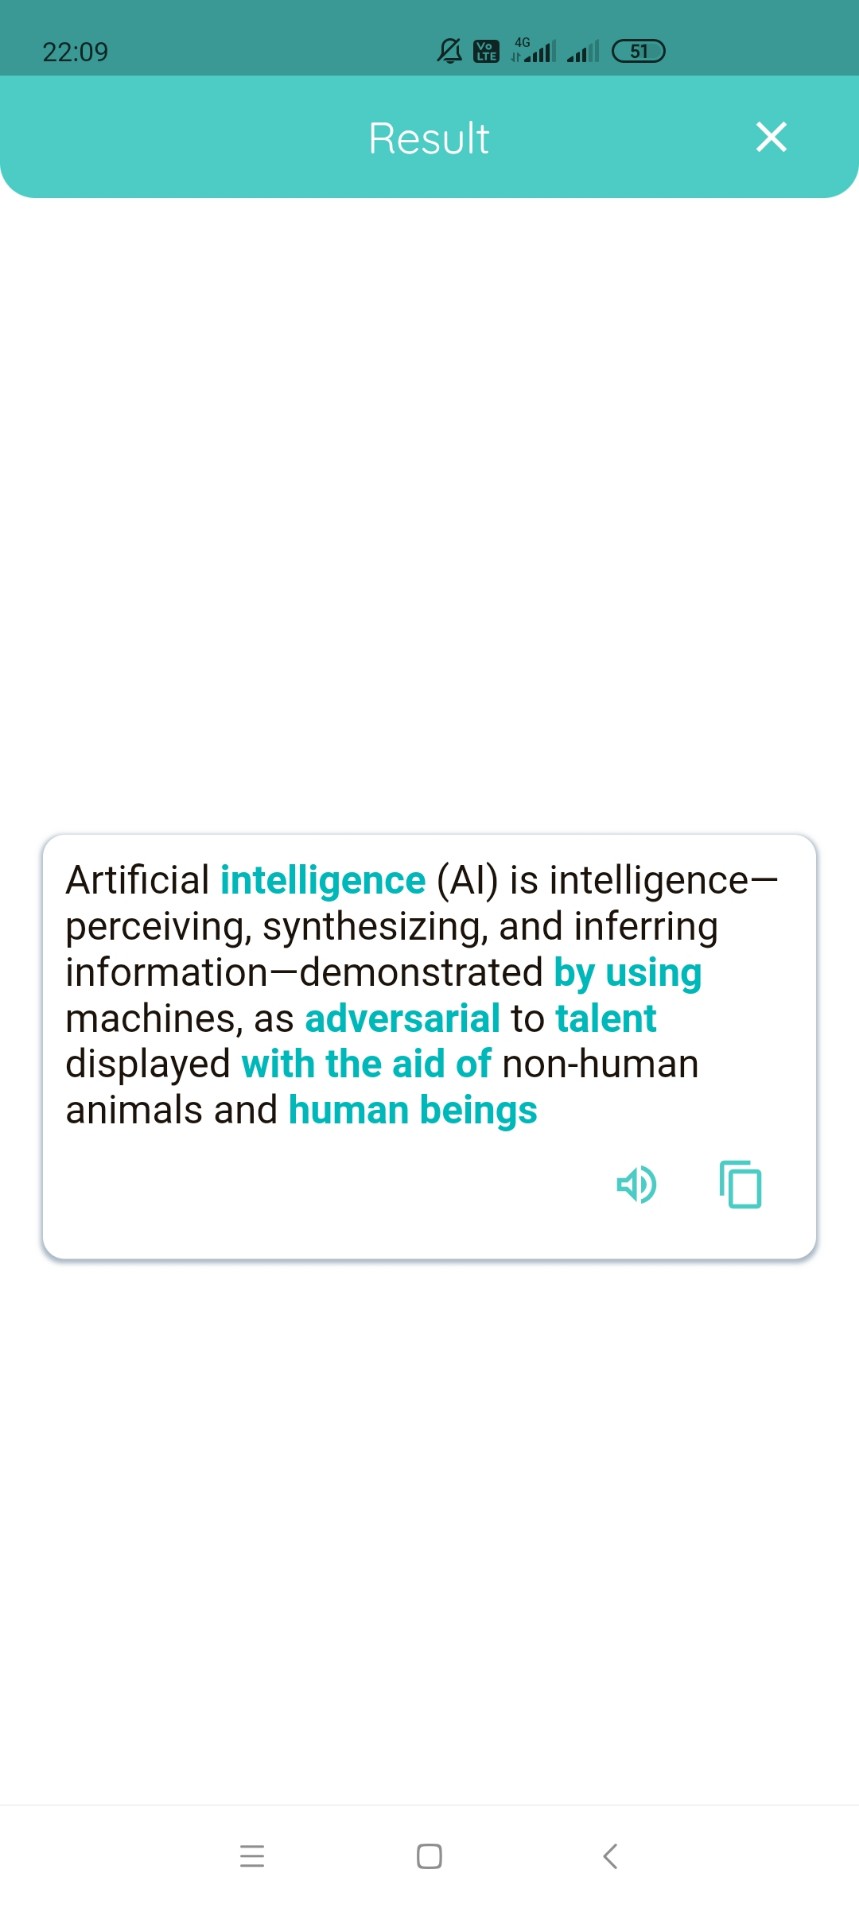 22:09
Vo LTE
4G
51
Result
Artificial intelligence (AI) is intelligence—
perceiving, synthesizing, and inferring
information—demonstrated by using
machines, as adversarial to talent
displayed with the aid of non-human
animals and human beings